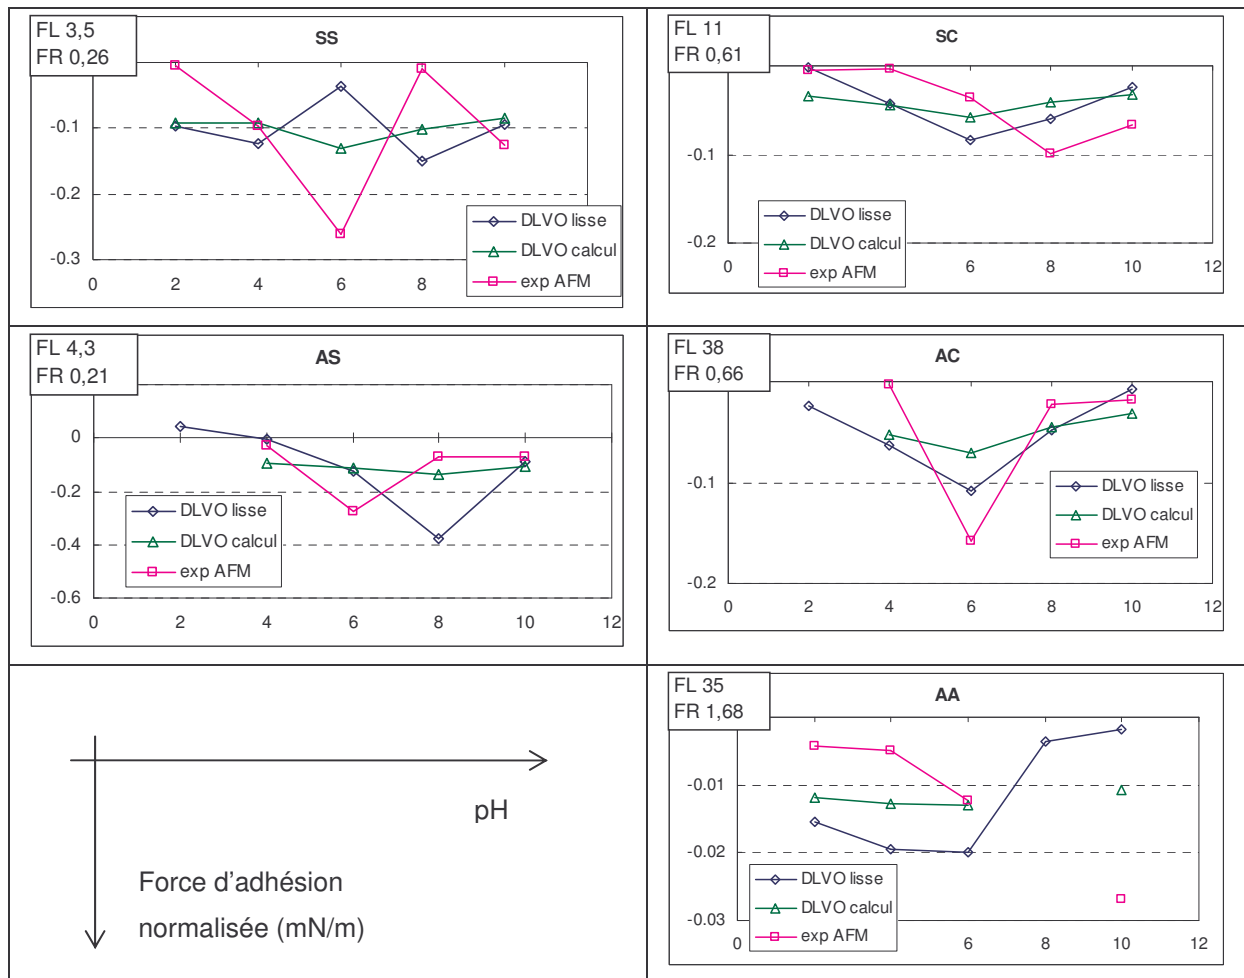 FL 3,5
FR 0,26
SS
-0.1
-0.2
-0.3
0
2
4
6
8
DLVO lisse
DLVO calcul
exp AFM
FL 11
FR 0,61
SC
-0.1
-0.2
0
6
8
10
12
DLVO lisse
DLVO calcul
exp AFM
FL 4,3
FR 0,21
AS
0
-0.2
-0.4
-0.6
0
2
4
6
8
10
12
DLVO lisse
DLVO calcul
exp AFM
FL 38
FR 0,66
AC
-0.1
-0.2
0
2
4
6
8
10
12
DLVO lisse
DLVO calcul
exp AFM
pH
Force d'adhésion
normalisée (mN/m)
FL 35
FR 1,68
AA
-0.01
-0.02
-0.03
0
6
8
10
12
DLVO lisse
DLVO calcul
exp AFM